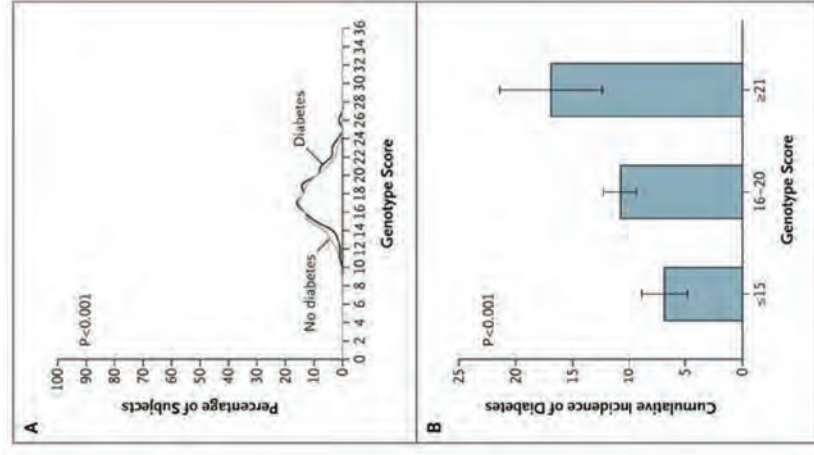 A
Percentage of Subjects
100
90
80
70
60
50
40
30
20
10
0
P<0.001
No diabetes
Diabetes
0 2 4 6 8 10 12 14 16 18 20 22 24 26 28 30 32 34 36
Genotype Score
B
Cumulative Incidence of Diabetes
25
20
15
10
5
0
P<0.001
≤15 16–20 ≥21
Genotype Score